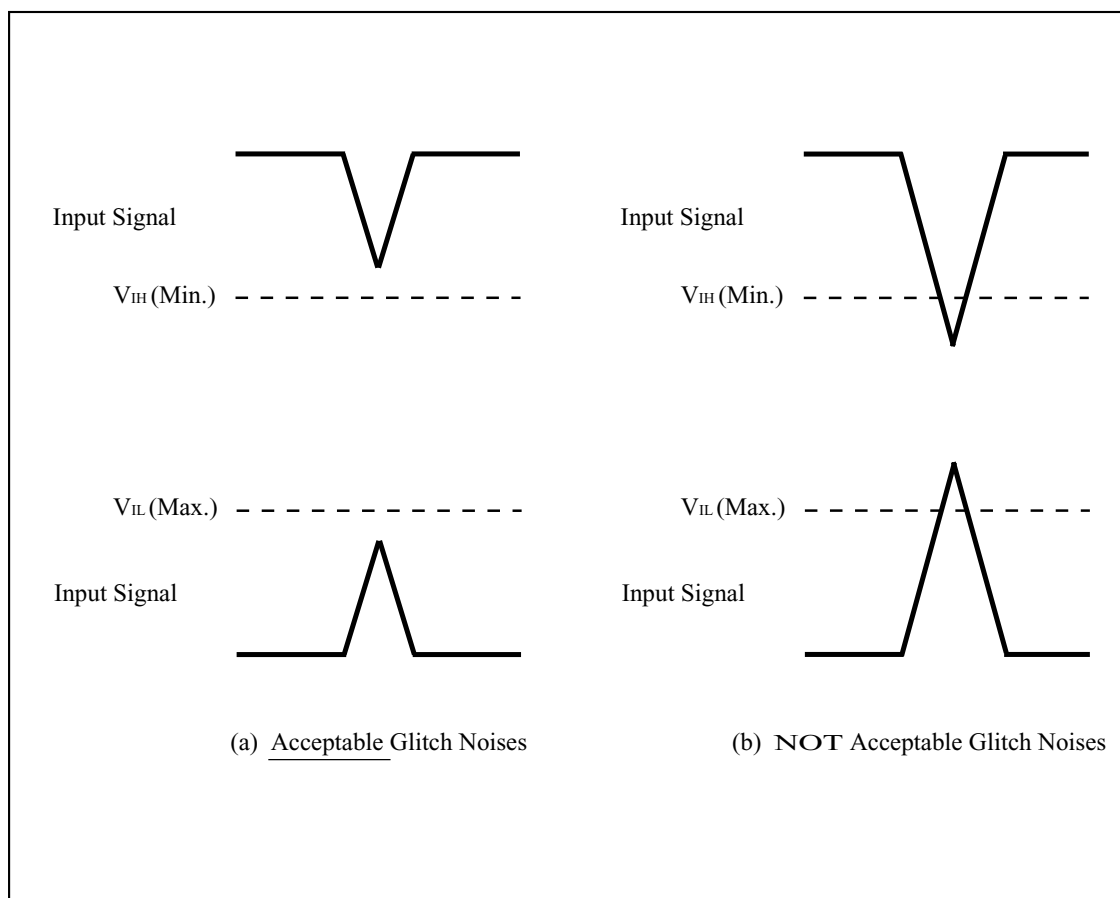 Input Signal
Input Signal
VIH (Min.)
VIH (Min.)
VIL (Max.)
VIL (Max.)
Input Signal
Input Signal
(a) Acceptable Glitch Noises
(b) NOT Acceptable Glitch Noises